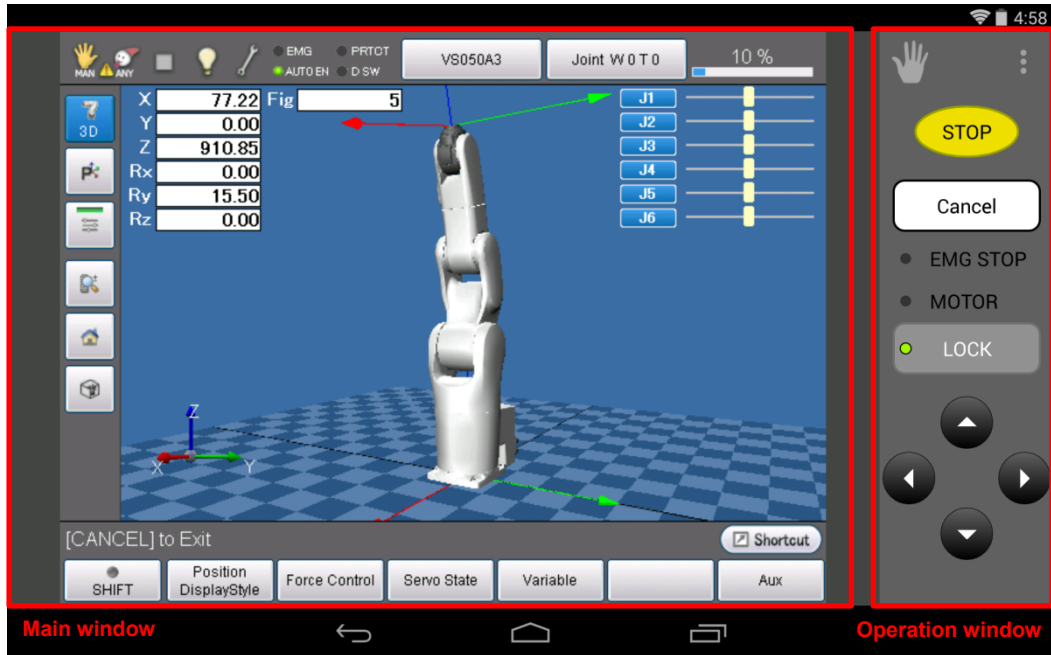 4:58
MAN ANY
EMG PRTCT
AUTO EN D SW
VS050A3
Joint W 0 T 0
10 %
3D
X 77.22 Fig 5
Y 0.00
Z 910.85
Rx 0.00
Ry 15.50
Rz 0.00
J1
J2
J3
J4
J5
J6
P
Z
X
Y
[CANCEL] to Exit
Shortcut
SHIFT
Position
DisplayStyle
Force Control
Servo State
Variable
Aux
STOP
Cancel
EMG STOP
MOTOR
LOCK
Main window
Operation window